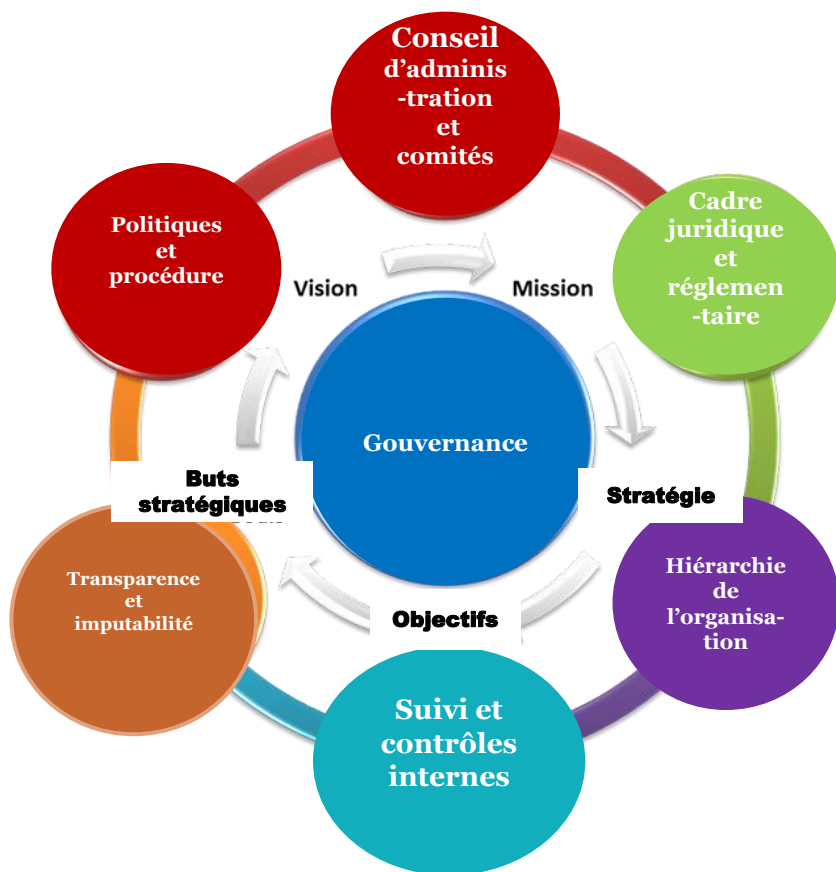 Conseil
d’adminis
-tration
et
comités
Politiques
et
procédure
Cadre
juridique
et
réglemen
-taire
Vision
Mission
Gouvernance
Buts
stratégiques
Stratégie
Transparence
et
imputabilité
Hiérarchie
de
l’organisa-
tion
Objectifs
Suivi et
contrôles
internes